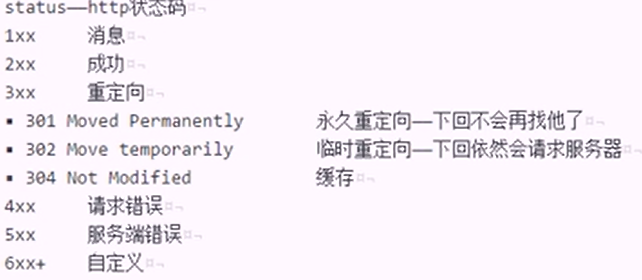 status——http状态码
1xx 消息
2xx 成功
3xx 重定向
▪ 301 Moved Permanently 永久重定向——下回不会再找他了
▪ 302 Move temporarily 临时重定向——下回依然会请求服务器
▪ 304 Not Modified 缓存
4xx 请求错误
5xx 服务端错误
6xx+ 自定义